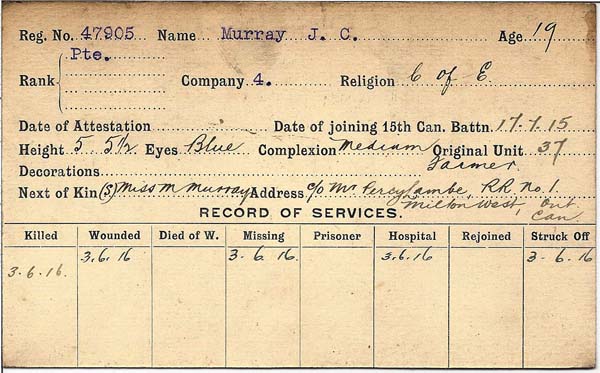 Reg. No. 47905 Name Murray J. C. Age 19
Rank Pte. Company 4. Religion C of E.
Date of Attestation Date of joining 15th Can. Battn. 17.7.15
Height 5 5½ Eyes Blue Complexion Medium Original Unit 37
Decorations Farmer
Next of Kin (S) Miss M Murray Address c/o Mr Percy Lambe, R.R. No. 1.
Milton West, Ont
Can.
RECORD OF SERVICES.
Killed Wounded Died of W. Missing Prisoner Hospital Rejoined Struck Off
3.6.16. 3.6.16 3.6.16. 3.6.16 3-6.16